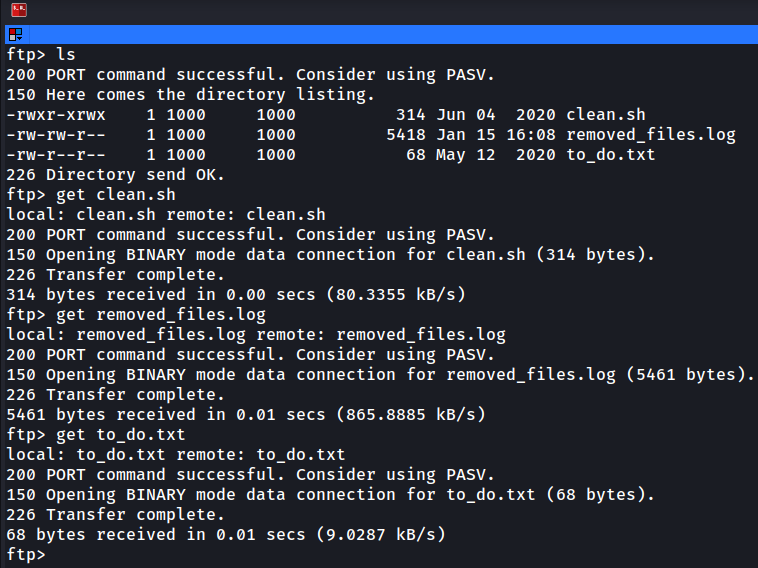 ftp> ls
200 PORT command successful. Consider using PASV.
150 Here comes the directory listing.
-rwxr-xrwx    1 1000     1000          314 Jun 04  2020 clean.sh
-rw-rw-r--    1 1000     1000         5418 Jan 15 16:08 removed_files.log
-rw-r--r--    1 1000     1000           68 May 12  2020 to_do.txt
226 Directory send OK.
ftp> get clean.sh
local: clean.sh remote: clean.sh
200 PORT command successful. Consider using PASV.
150 Opening BINARY mode data connection for clean.sh (314 bytes).
226 Transfer complete.
314 bytes received in 0.00 secs (80.3355 kB/s)
ftp> get removed_files.log
local: removed_files.log remote: removed_files.log
200 PORT command successful. Consider using PASV.
150 Opening BINARY mode data connection for removed_files.log (5461 bytes).
226 Transfer complete.
5461 bytes received in 0.01 secs (865.8885 kB/s)
ftp> get to_do.txt
local: to_do.txt remote: to_do.txt
200 PORT command successful. Consider using PASV.
150 Opening BINARY mode data connection for to_do.txt (68 bytes).
226 Transfer complete.
68 bytes received in 0.01 secs (9.0287 kB/s)
ftp>